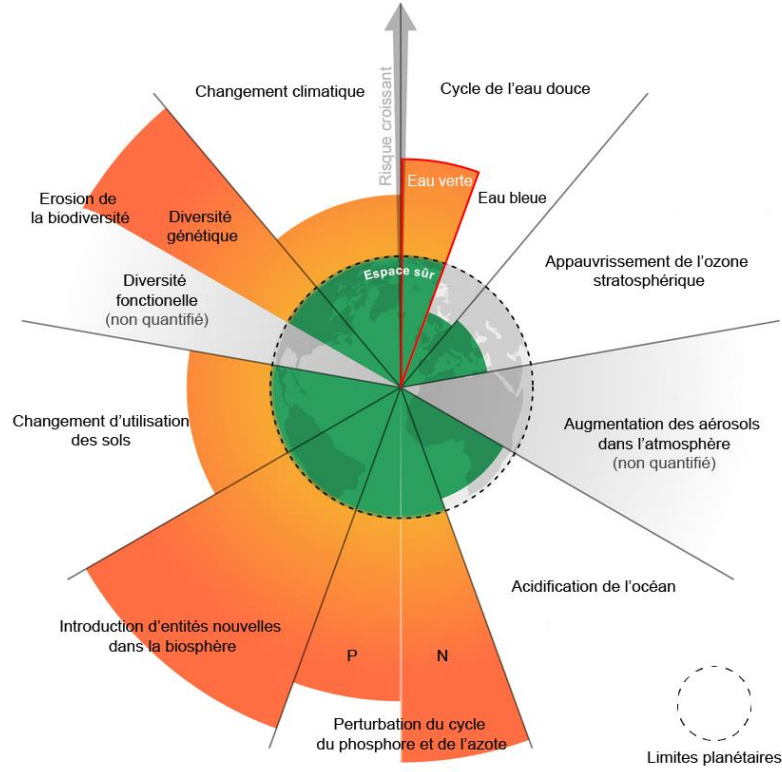 Risque croissant
Changement climatique
Cycle de l'eau douce
Eau verte
Eau bleue
Erosion de
la biodiversité
Diversité
génétique
Espace sûr
Appauvrissement de l'ozone
stratosphérique
Diversité
fonctionelle
(non quantifié)
Changement d'utilisation
des sols
Augmentation des aérosols
dans l'atmosphère
(non quantifié)
Acidification de l'océan
Introduction d'entités nouvelles
dans la biosphère
P
N
Perturbation du cycle
du phosphore et de l'azote
Limites planétaires